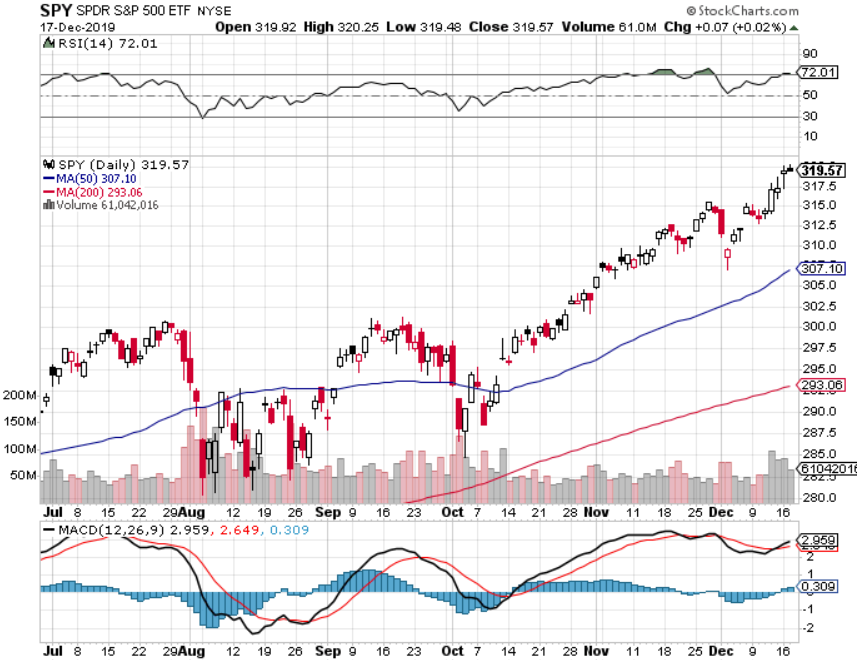 SPY SPDR S&P 500 ETF NYSE © StockCharts.com
17-Dec-2019 Open 319.92 High 320.25 Low 319.48 Close 319.57 Volume 61.0M Chg +0.07 (+0.02%)
RSI(14) 72.01
90
72.01
50
30
10
SPY (Daily) 319.57
MA(50) 307.10
MA(200) 293.06
Volume 61,042,016
319.57
317.5
315.0
312.5
310.0
307.10
305.0
302.5
300.0
297.5
295.0
293.06
290.0
287.5
285.0
61042016
282.5
280.0
200M
150M
100M
50M
Jul 8 15 22 29 Aug 12 19 26 Sep 9 16 23 Oct 7 14 21 28 Nov 11 18 25 Dec 9 16
MACD(12,26,9) 2.959, 2.649, 0.309
2.959
2
1
0.309
-1
-2
Jul 8 15 22 29 Aug 12 19 26 Sep 9 16 23 Oct 7 14 21 28 Nov 11 18 25 Dec 9 16